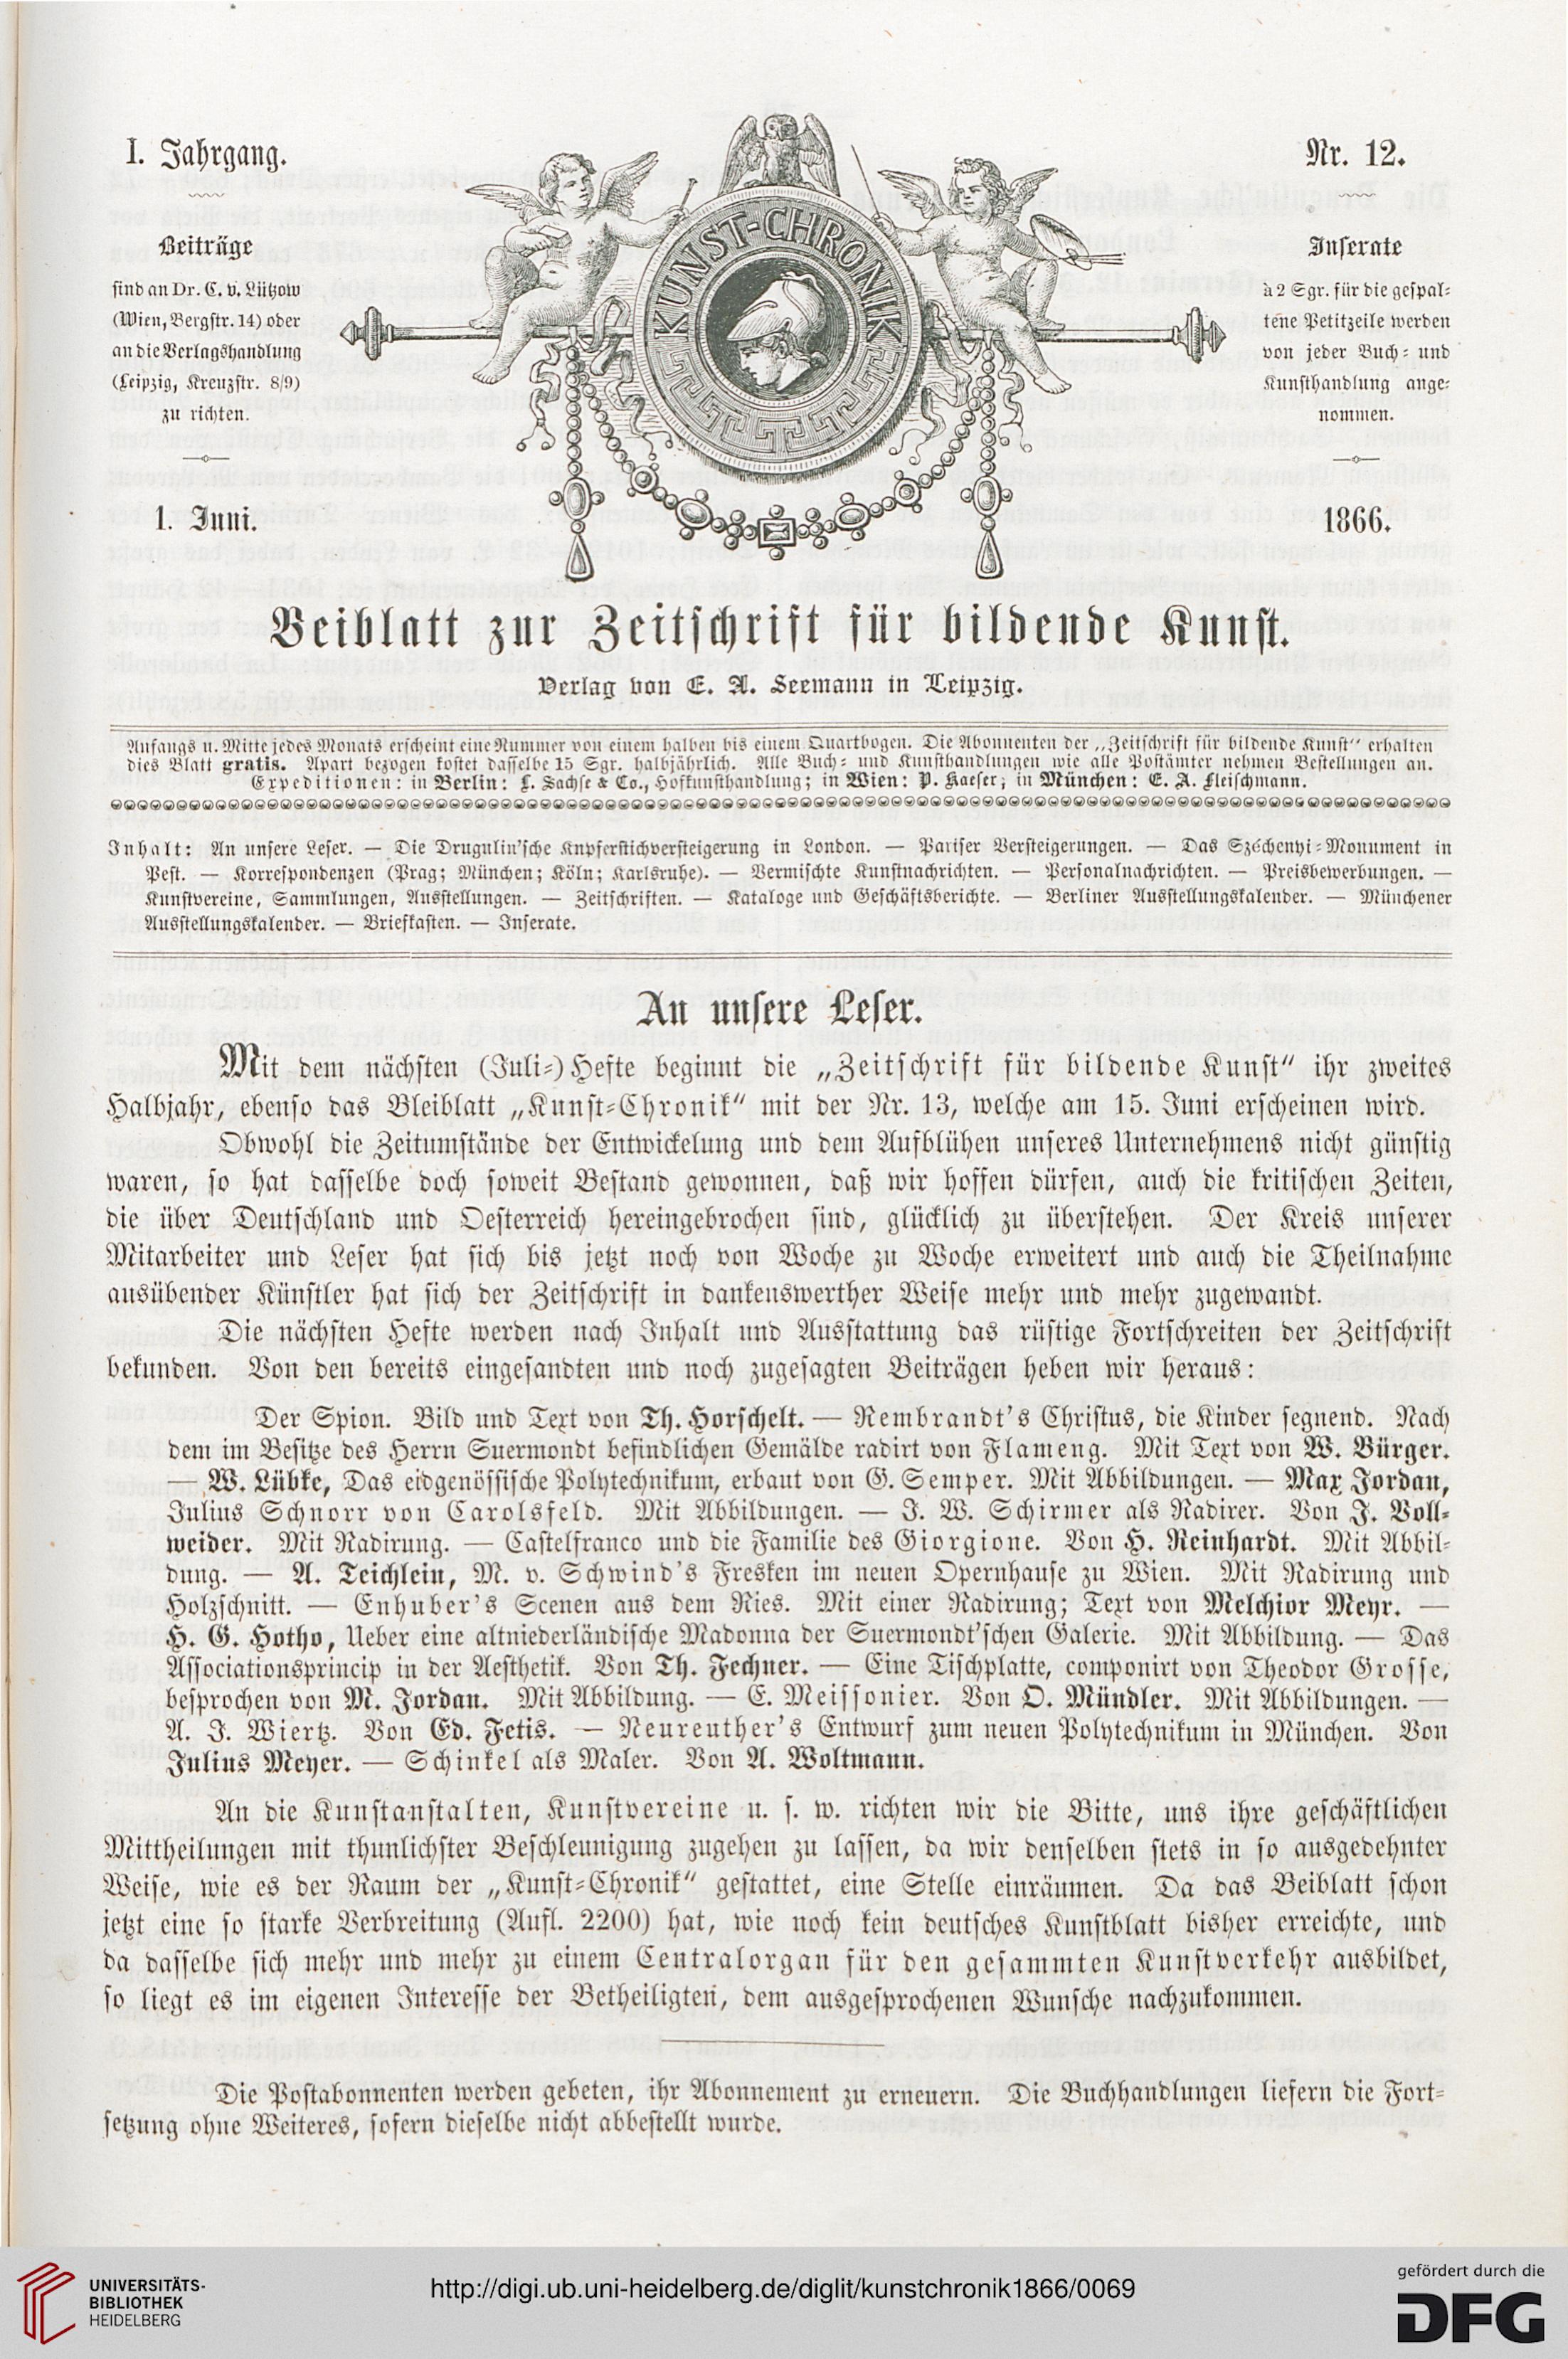 I. Jahrgang.
Nr. 12.
Beiträge
sind an Dr. C. v. Lützow
(Wien, Bergstr. 14) oder
an die Verlagshandlung
(Leipzig, Kreuzstr. 8/9)
zu richten.
1. Juni.
KUNST-CHRONIK
Inserate
à 2 Sgr. für die gespal-
tene Petitzeile werden
von jeder Buch- und
Kunsthandlung ange-
nommen.
1866.
Beiblatt zur Zeitschrift für bildende Kunst.
Verlag von E. A. Seemann in Leipzig.
Anfangs u. Mitte jedes Monats erscheint eine Nummer von einem halben bis einem Quartbogen. Die Abonnenten der „Zeitschrift für bildende Kunst“ erhalten
dies Blatt gratis. Apart bezogen kostet dasselbe 15 Sgr. halbjährlich. Alle Buch- und Kunsthandlungen wie alle Postämter nehmen Bestellungen an.
Expeditionen: in Berlin: L. Sachse & Co., Hofkunsthandlung; in Wien: P. Kaeser; in München: E. A. Fleischmann.
Inhalt: An unsere Leser. — Die Drugulin'sche Kupferstichversteigerung in London. — Pariser Versteigerungen. — Das Széchenyi-Monument in
Pest. — Korrespondenzen (Prag; München; Köln; Karlsruhe). — Vermischte Kunstnachrichten. — Personalnachrichten. — Preisbewerbungen. —
Kunstvereine, Sammlungen, Ausstellungen. — Zeitschriften. — Kataloge und Geschäftsberichte. — Berliner Ausstellungskalender. — Münchener
Ausstellungskalender. — Briefkasten. — Inserate.
An unsere Leser.
Mit dem nächsten (Juli-) Hefte beginnt die „Zeitschrift für bildende Kunst“ ihr zweites
Halbjahr, ebenso das Bleiblatt „Kunst-Chronik“ mit der Nr. 13, welche am 15. Juni erscheinen wird.
Obwohl die Zeitumstände der Entwickelung und dem Aufblühen unseres Unternehmens nicht günstig
waren, so hat dasselbe doch soweit Bestand gewonnen, daß wir hoffen dürfen, auch die kritischen Zeiten,
die über Deutschland und Oesterreich hereingebrochen sind, glücklich zu überstehen. Der Kreis unserer
Mitarbeiter und Leser hat sich bis jetzt noch von Woche zu Woche erweitert und auch die Theilnahme
ausübender Künstler hat sich der Zeitschrift in dankenswerther Weise mehr und mehr zugewandt.
Die nächsten Hefte werden nach Inhalt und Ausstattung das rüstige Fortschreiten der Zeitschrift
bekunden. Von den bereits eingesandten und noch zugesagten Beiträgen heben wir heraus:
Der Spion. Bild und Text von Th. Horschelt. — Rembrandt's Christus, die Kinder segnend. Nach
dem im Besitze des Herrn Suermondt befindlichen Gemälde radirt von Flameng. Mit Text von W. Bürger.
— W. Lübke, Das eidgenössische Polytechnikum, erbaut von G. Semper. Mit Abbildungen. — Max Jordan,
Julius Schnorr von Carolsfeld. Mit Abbildungen. — J. W. Schirmer als Radirer. Von J. Voll-
weider. Mit Radirung. — Castelfranco und die Familie des Giorgione. Von H. Reinhardt. Mit Abbil-
dung. — A. Teichlein, M. v. Schwind's Fresken im neuen Opernhause zu Wien. Mit Radirung und
Holzschnitt. — Enhuber's Scenen aus dem Ries. Mit einer Radirung; Text von Melchior Meyr. —
H. G. Hotho, Ueber eine altniederländische Madonna der Suermondt'schen Galerie. Mit Abbildung. — Das
Associationsprincip in der Aesthetik. Von Th. Fechner. — Eine Tischplatte, componirt von Theodor Grosse,
besprochen von M. Jordan. Mit Abbildung. — E. Meissonier. Von O. Mündler. Mit Abbildungen. —
A. J. Wiertz. Von Ed. Fetis. — Neureuther's Entwurf zum neuen Polytechnikum in München. Von
Julius Meyer. — Schinkel als Maler. Von A. Woltmann.
An die Kunstanstalten, Kunstvereine u. s. w. richten wir die Bitte, uns ihre geschäftlichen
Mittheilungen mit thunlichster Beschleunigung zugehen zu lassen, da wir denselben stets in so ausgedehnter
Weise, wie es der Raum der „Kunst-Chronik“ gestattet, eine Stelle einräumen. Da das Beiblatt schon
jetzt eine so starke Verbreitung (Aufl. 2200) hat, wie noch kein deutsches Kunstblatt bisher erreichte, und
da dasselbe sich mehr und mehr zu einem Centralorgan für den gesammten Kunstverkehr ausbildet,
so liegt es im eigenen Interesse der Betheiligten, dem ausgesprochenen Wunsche nachzukommen.
Die Postabonnenten werden gebeten, ihr Abonnement zu erneuern. Die Buchhandlungen liefern die Fort-
setzung ohne Weiteres, sofern dieselbe nicht abbestellt wurde.
UNIVERSITÄTS-
BIBLIOTHEK
HEIDELBERG
http://digi.ub.uni-heidelberg.de/diglit/kunstchronik1866/0069
gefördert durch die
DFG